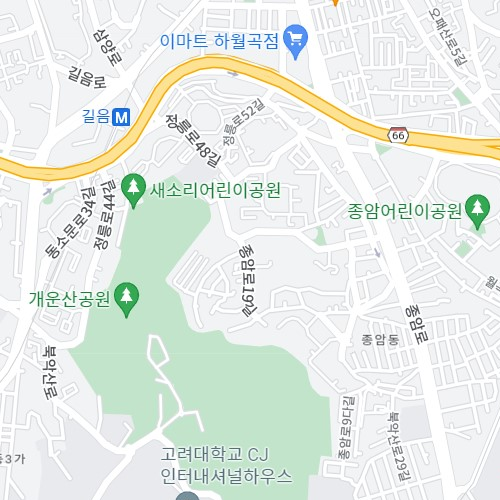 오패산로5길
삼양로
이마트 하월곡점
길음로
길음
M
정릉로52길
정릉로48길
66
새소리어린이공원
정릉로44길
동소문로34길
종암어린이공원
종암로19길
개운산공원
종암로
종암동
북악산로
종암로9다길
북악산로29길
동3가
고려대학교 CJ
인터내셔널하우스